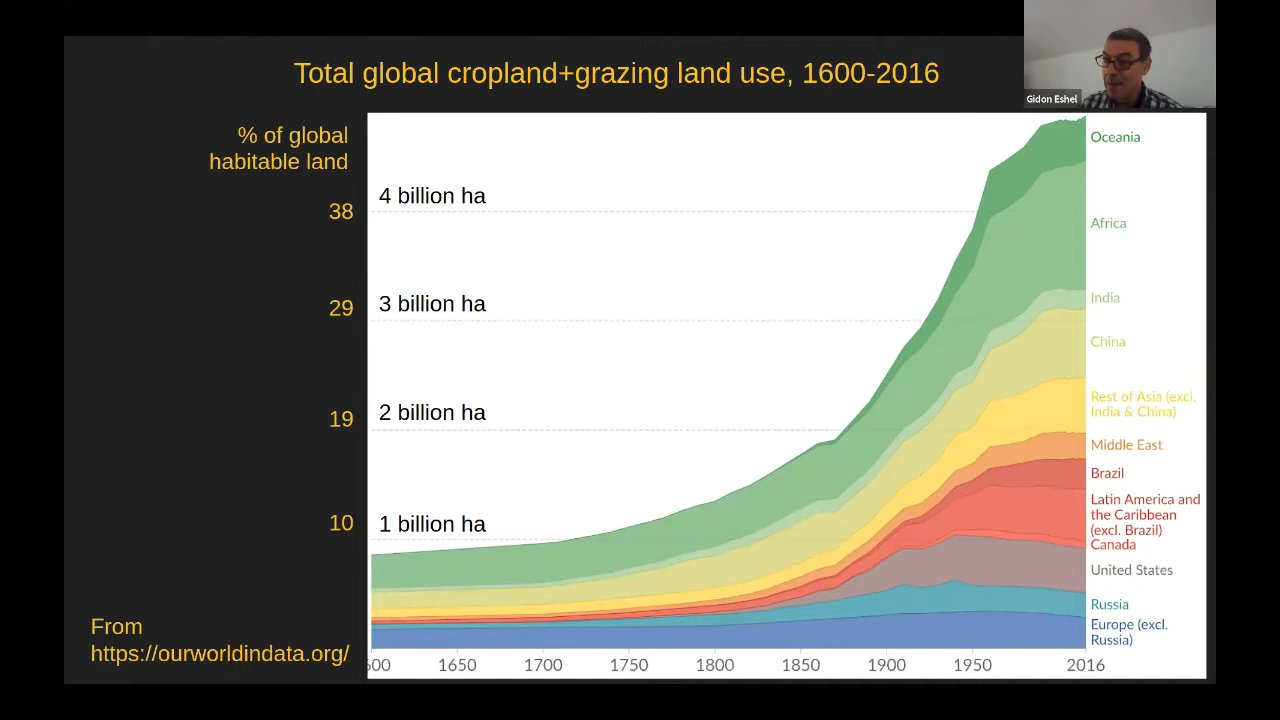 Total global cropland+grazing land use, 1600-2016
Gidon Eshel
% of global
habitable land
38
29
19
10
4 billion ha
3 billion ha
2 billion ha
1 billion ha
Oceania
Africa
India
China
Rest of Asia (excl.
India & China)
Middle East
Brazil
Latin America and
the Caribbean
(excl. Brazil)
Canada
United States
Russia
Europe (excl.
Russia)
600 1650 1700 1750 1800 1850 1900 1950 2016
From
https://ourworldindata.org/